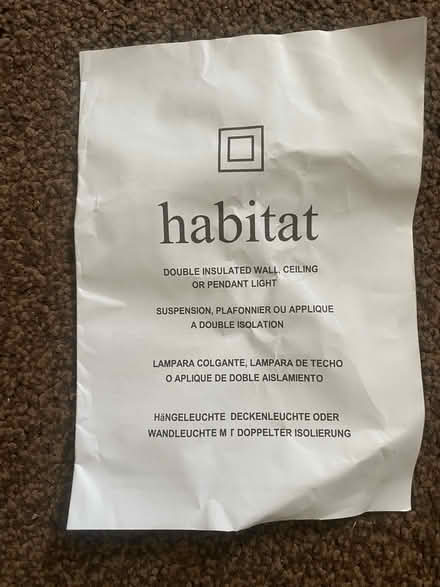 habitat
DOUBLE INSULATED WALL, CEILING
OR PENDANT LIGHT
SUSPENSION, PLAFONNIER OU APPLIQUE
A DOUBLE ISOLATION
LAMPARA COLGANTE, LAMPARA DE TECHO
O APLIQUE DE DOBLE AISLAMIENTO
HäNGELEUCHTE DECKENLEUCHTE ODER
WANDLEUCHTE M T DOPPELTER ISOLIERUNG